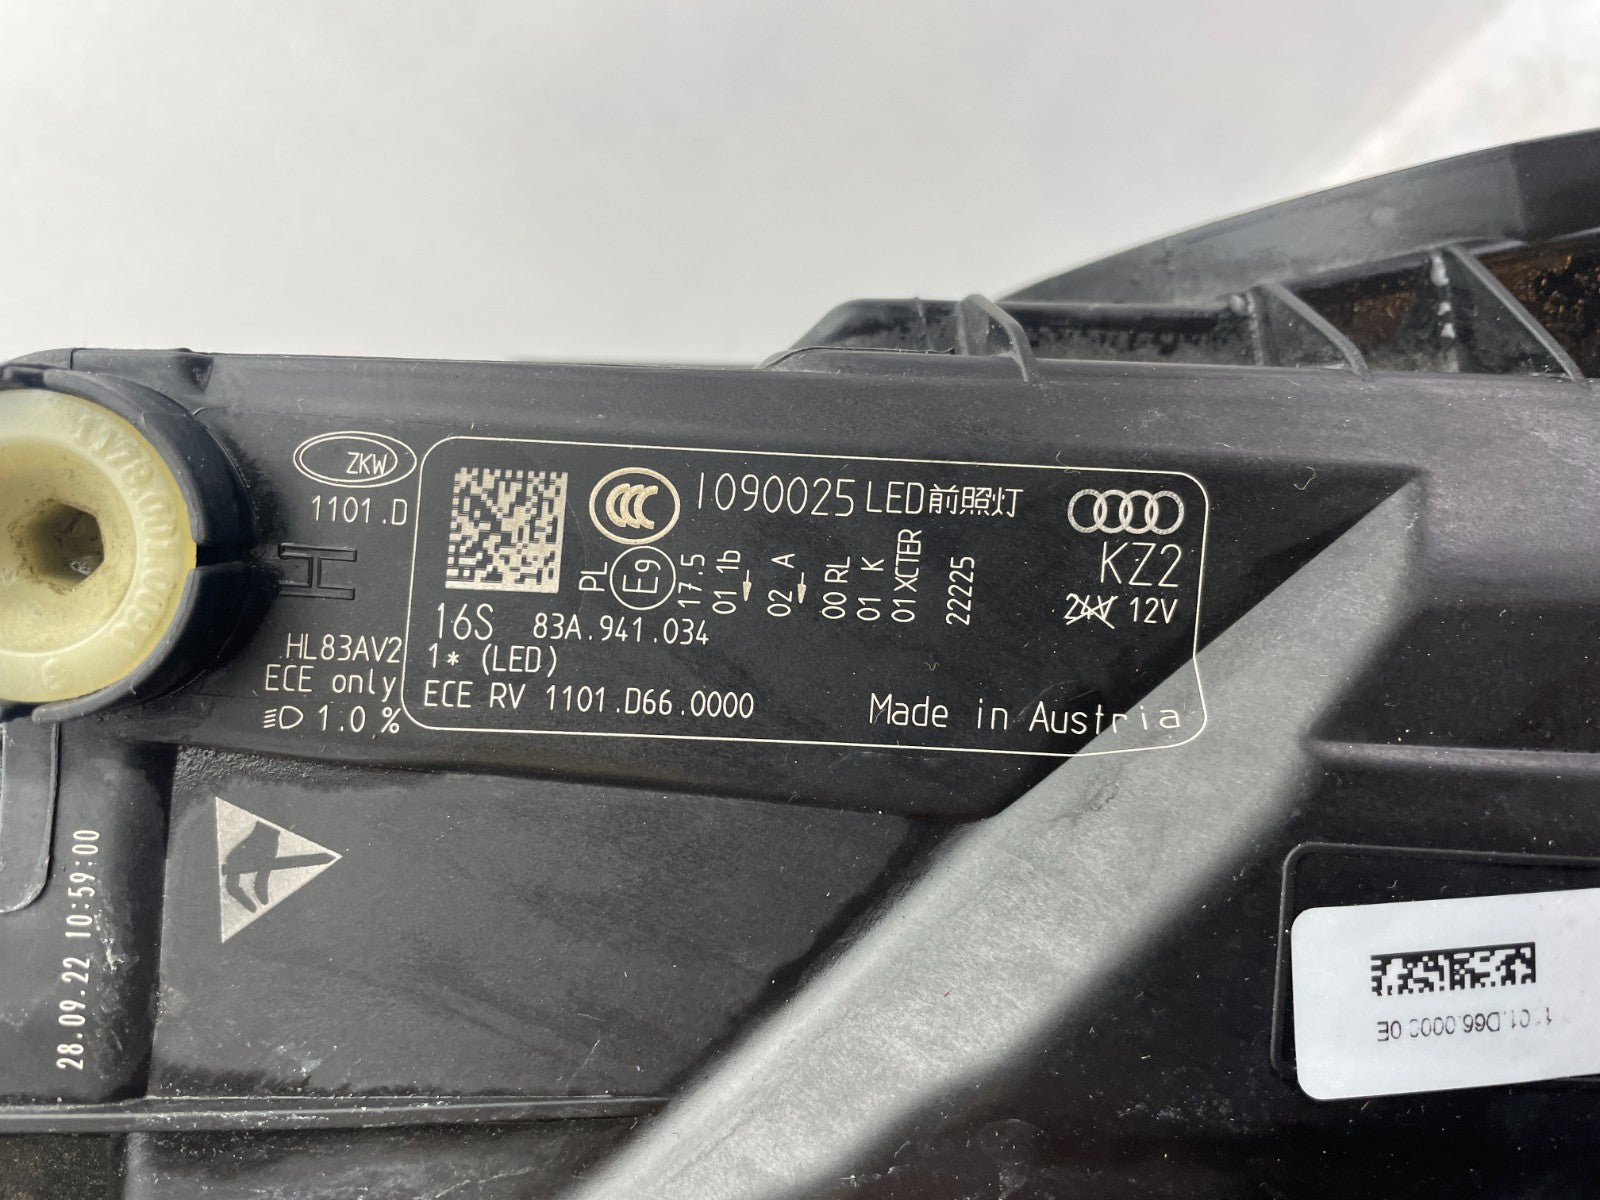 ZKW
1101.D
I090025 LED前照灯
KZ2
24V 12V
PL
E9
17.5
01 1b
02 A
00 RL
01 K
01 XCTER
22225
16S 83A.941.034
1* (LED)
ECE RV 1101.D66.0000
Made in Austria
HL83AV2
ECE only
1.0 %
28.09.22 10:59:00